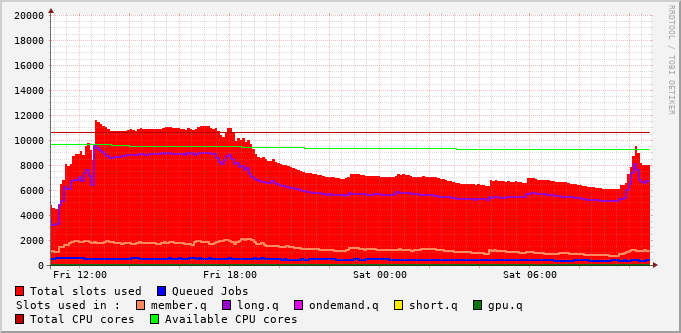 20000
18000
16000
14000
12000
10000
8000
6000
4000
2000
0
Fri 12:00 Fri 18:00 Sat 00:00 Sat 06:00
RRDTOOL / TOBI OETIKER
Total slots used Queued Jobs
Slots used in : member.q long.q ondemand.q short.q gpu.q
Total CPU cores Available CPU cores